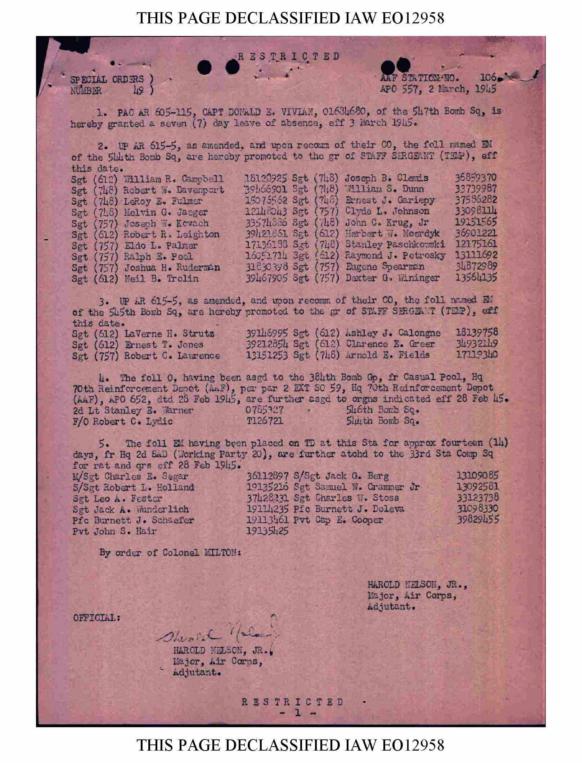 THIS PAGE DECLASSIFIED IAW EO12958
R E S T R I C T E D
SPECIAL ORDERS ) AAF STATION NO. 106
NUMBER 49 ) APO 557, 2 March, 1945
1. PAC AR 605-115, CAPT DONALD E. VIVIAN, 01634680, of the 547th Bomb Sq, is
hereby granted a seven (7) day leave of absence, eff 3 March 1945.
2. UP AR 615-5, as amended, and upon recomm of their CO, the foll named EM
of the 544th Bomb Sq, are hereby promoted to the gr of STAFF SERGEANT (TEMP), eff
this date.
Sgt (612) William R. Campbell 18120925 Sgt (748) Joseph B. Clemis 35889370
Sgt (748) Robert W. Davenport 39466901 Sgt (748) William S. Dunn 33739987
Sgt (748) LeRoy E. Fulmer 15075562 Sgt (748) Ernest J. Gariepy 37586282
Sgt (748) Melvin G. Jaeger 12148043 Sgt (757) Clyde L. Johnson 33098114
Sgt (757) Joseph W. Kovach 33574886 Sgt (748) John C. Krug, Jr 19151565
Sgt (612) Robert R. Leighton 39421851 Sgt (612) Herbert W. Moordyk 36901221
Sgt (757) Eldo L. Palmer 17136188 Sgt (748) Stanley Paschkowski 12175161
Sgt (757) Ralph E. Pool Sgt (612) Raymond J. Petrosky 13111692
Sgt (757) Joshua H. Ruderman 31830398 Sgt (757) Eugene Spearman 34872989
Sgt (612) Neil B. Trolin 39467905 Sgt (757) Dexter G. Wininger 13564135
3. UP AR 615-5, as amended, and upon recomm of their CO, the foll named EM
of the 545th Bomb Sq, are hereby promoted to the gr of STAFF SERGEANT (TEMP), eff
this date.
Sgt (612) LaVerne H. Strutz 39146995 Sgt (612) Ashley J. Calongne 18139758
Sgt (612) Ernest T. Jones 39212854 Sgt (612) Clarence E. Greer 34932149
Sgt (757) Robert C. Laurence 13151253 Sgt (748) Arnold E. Fields 17119340
4. The foll O, having been asgd to the 384th Bomb Gp, fr Casual Pool, Hq
70th Reinforcement Depot (AAF), per par 2 EXT SO 59, Hq 70th Reinforcement Depot
(AAF), APO 652, dtd 28 Feb 1945, are further asgd to orgns indicated eff 28 Feb 45.
2d Lt Stanley E. Warner 546th Bomb Sq.
F/O Robert C. Lydic T126721 544th Bomb Sq.
5. The foll EM having been placed on TD at this Sta for approx fourteen (14)
days, fr Hq 2d SAD (Working Party 20), are further atchd to the 33rd Sta Comp Sq
for rat and qrs eff 28 Feb 1945.
M/Sgt Charles E. Segar 36112897 S/Sgt Jack G. Berg 13109085
S/Sgt Robert L. Holland 19135216 Sgt Samuel W. Cranmer Jr 13092581
Sgt Leo A. Fester 37428231 Sgt Charles W. Stoss 33123738
Sgt Jack A. Wunderlich 19114235 Pfc Burnett J. Doleva 31098330
Pfc Burnett J. Schaefer 19113461 Pvt Cap E. Cooper 39829455
Pvt John S. Hair 19135425
By order of Colonel MILTON:
HAROLD NELSON, JR.,
Major, Air Corps,
Adjutant.
OFFICIAL:
Harold Nelson
HAROLD NELSON, JR.,
Major, Air Corps,
Adjutant.
R E S T R I C T E D
- 1 -
THIS PAGE DECLASSIFIED IAW EO12958